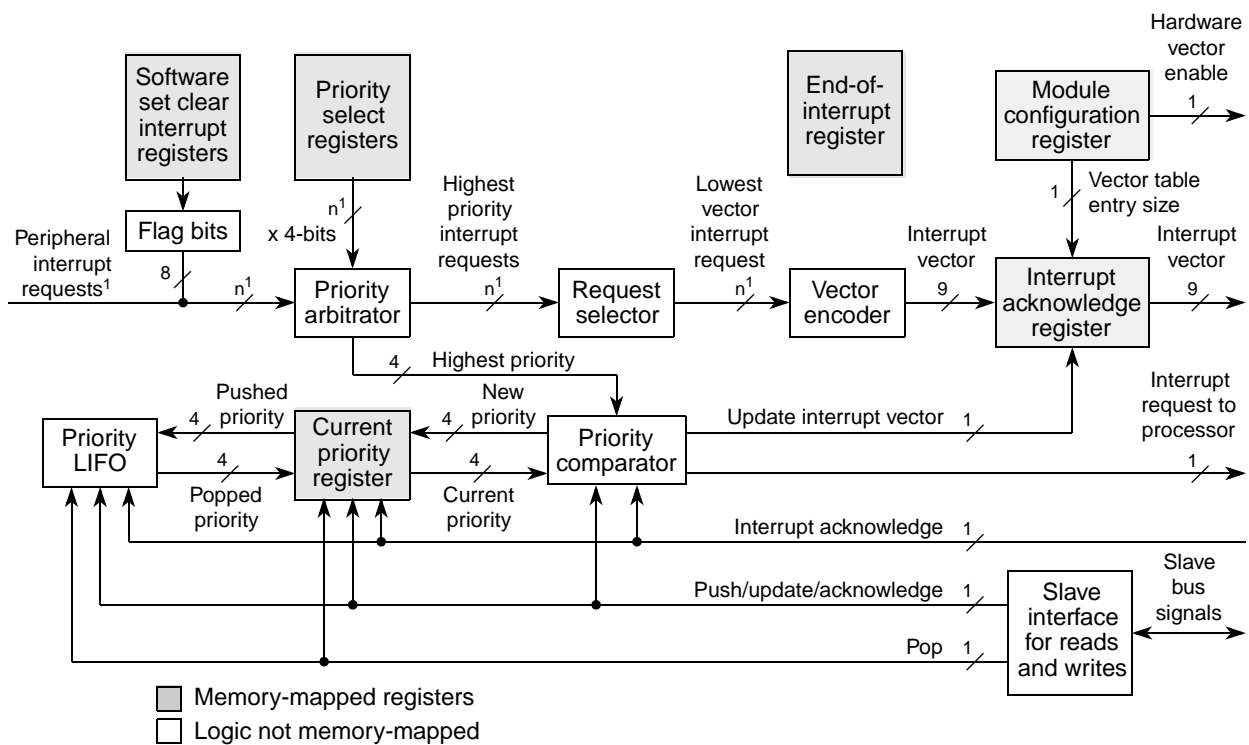 Software
set clear
interrupt
registers
Priority
select
registers
End-of-
interrupt
register
Module
configuration
register
Hardware
vector
enable
1
Flag bits
8
Peripheral
interrupt
requests¹
n¹
n¹
x 4-bits
Priority
arbitrator
Highest
priority
interrupt
requests
n¹
Request
selector
Lowest
vector
interrupt
request
n¹
Vector
encoder
Interrupt
vector
9
1
Vector table
entry size
Interrupt
acknowledge
register
Interrupt
vector
9
4
Highest priority
Priority
LIFO
Pushed
priority
4
4
Popped
priority
Current
priority
register
New
priority
4
4
Current
priority
Priority
comparator
Update interrupt vector
1
Interrupt
request to
processor
1
Interrupt acknowledge
1
Push/update/acknowledge
1
Pop
1
Slave
interface
for reads
and writes
Slave
bus
signals
Memory-mapped registers
Logic not memory-mapped